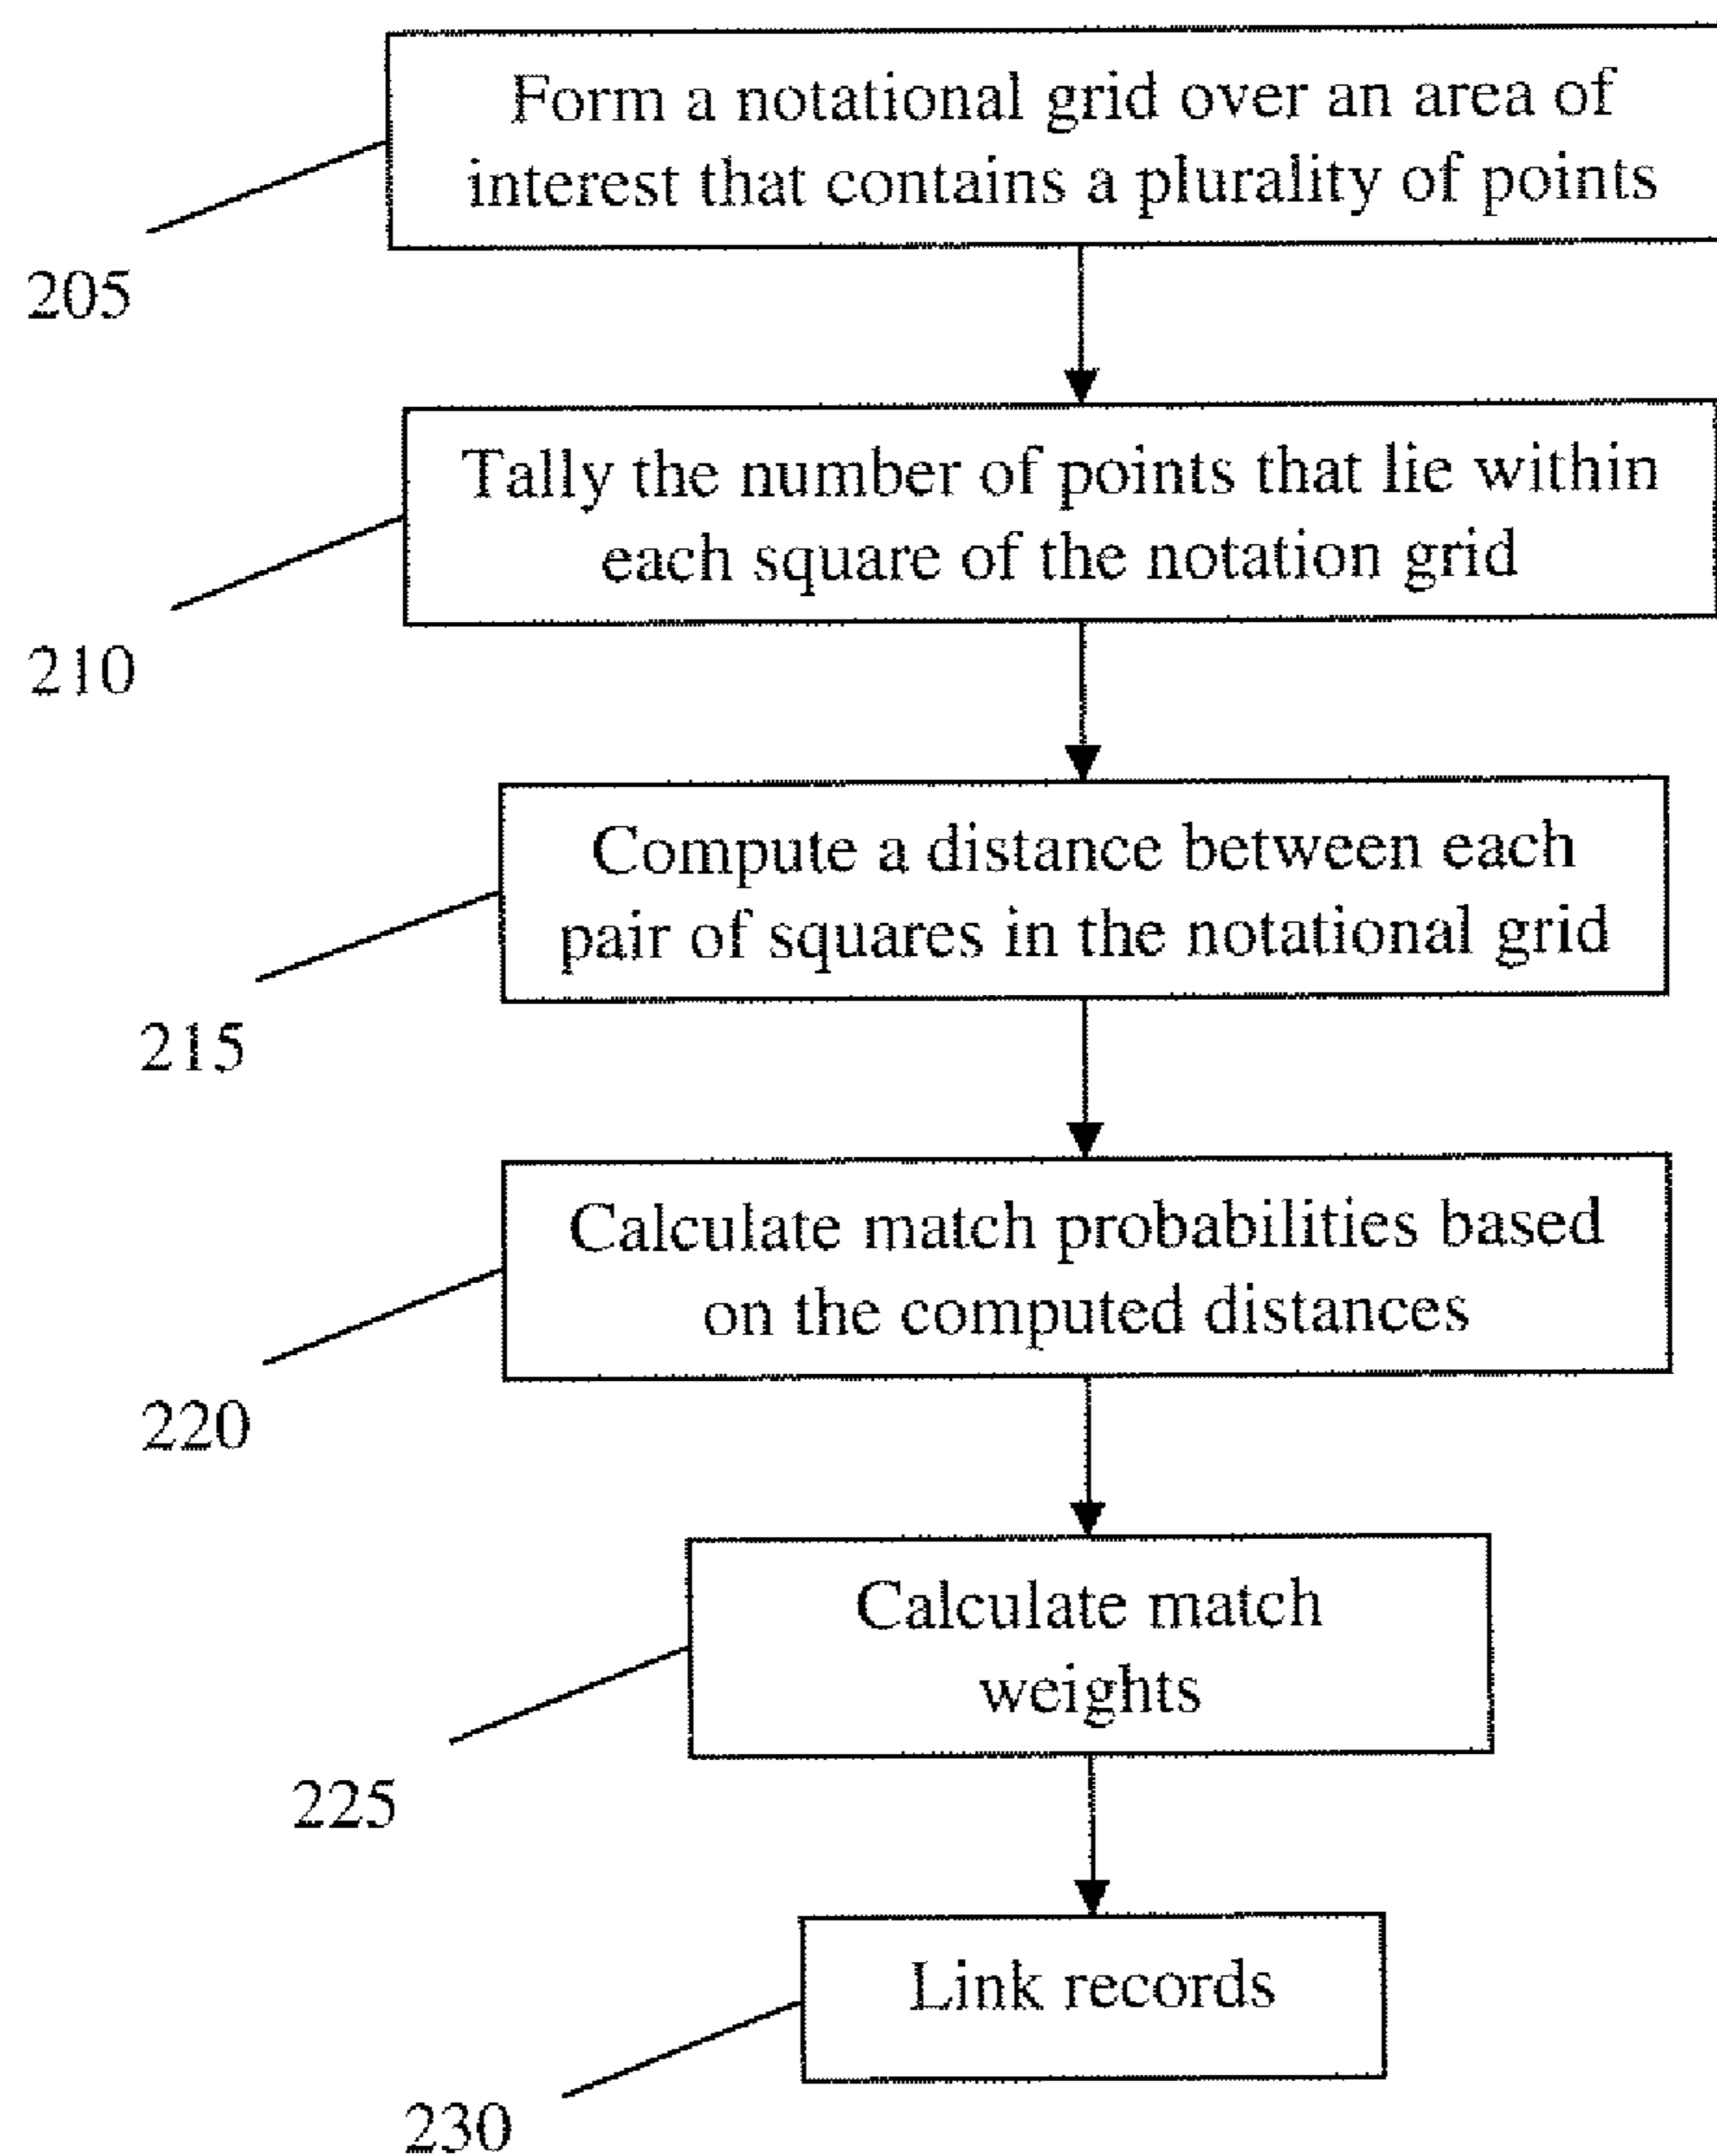 Form a notational grid over an area of
interest that contains a plurality of points
205
Tally the number of points that lie within
each square of the notation grid
210
Compute a distance between each
pair of squares in the notational grid
215
Calculate match probabilities based
on the computed distances
220
Calculate match
weights
225
Link records
230